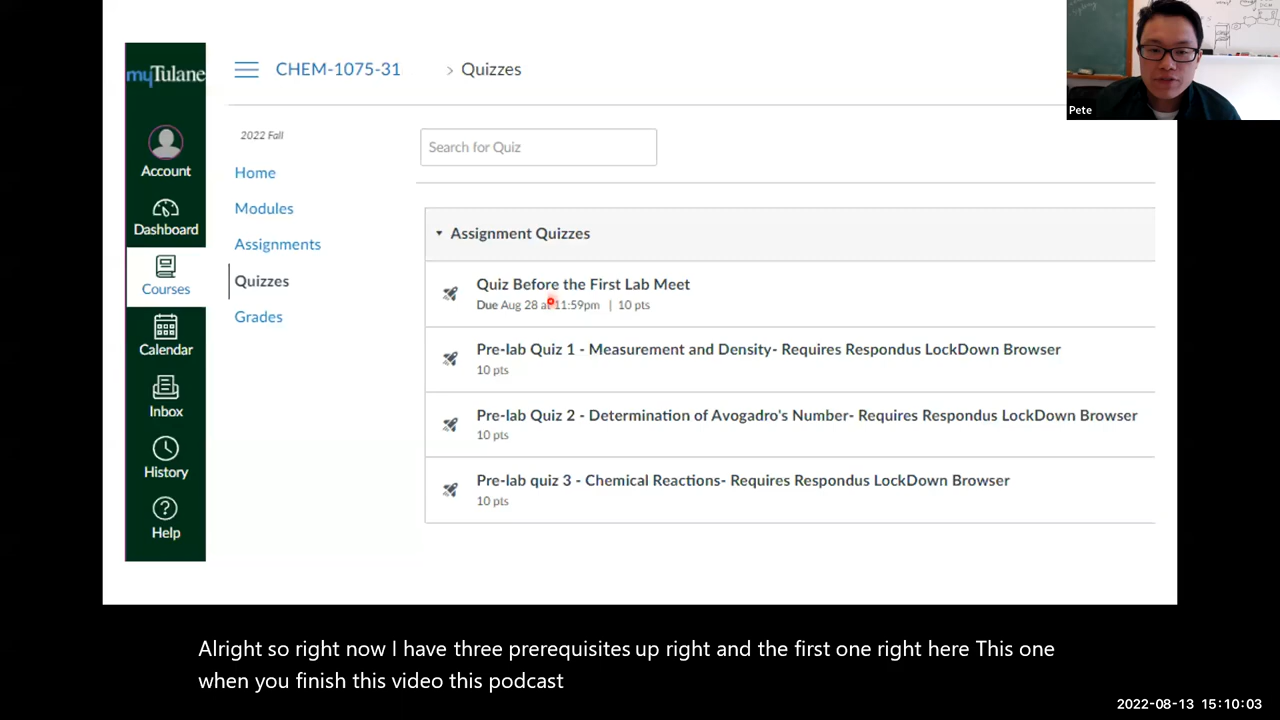 myTulane
Account
Dashboard
Courses
Calendar
Inbox
History
Help
CHEM-1075-31 > Quizzes
2022 Fall
Home
Modules
Assignments
Quizzes
Grades
Search for Quiz
Assignment Quizzes
Quiz Before the First Lab Meet
Due Aug 28 at 11:59pm | 10 pts
Pre-lab Quiz 1 - Measurement and Density- Requires Respondus LockDown Browser
10 pts
Pre-lab Quiz 2 - Determination of Avogadro's Number- Requires Respondus LockDown Browser
10 pts
Pre-lab quiz 3 - Chemical Reactions- Requires Respondus LockDown Browser
10 pts
Pete
Alright so right now I have three prerequisites up right and the first one right here This one
when you finish this video this podcast
2022-08-13 15:10:03